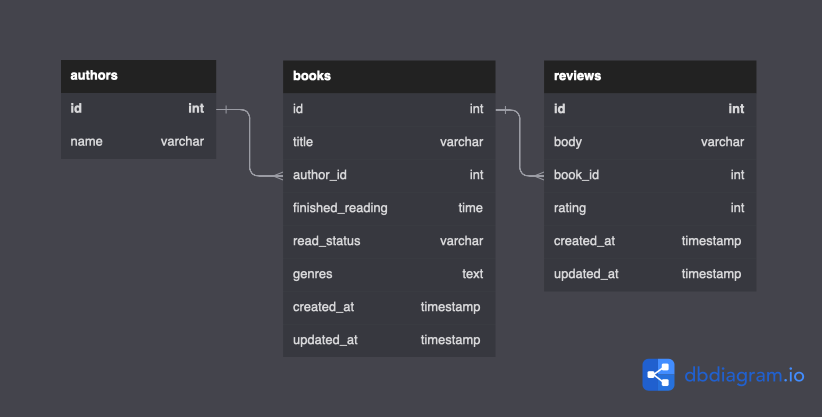 authors
id int
name varchar
books
id int
title varchar
author_id int
finished_reading time
read_status varchar
genres text
created_at timestamp
updated_at timestamp
reviews
id int
body varchar
book_id int
rating int
created_at timestamp
updated_at timestamp
dbdiagram.io